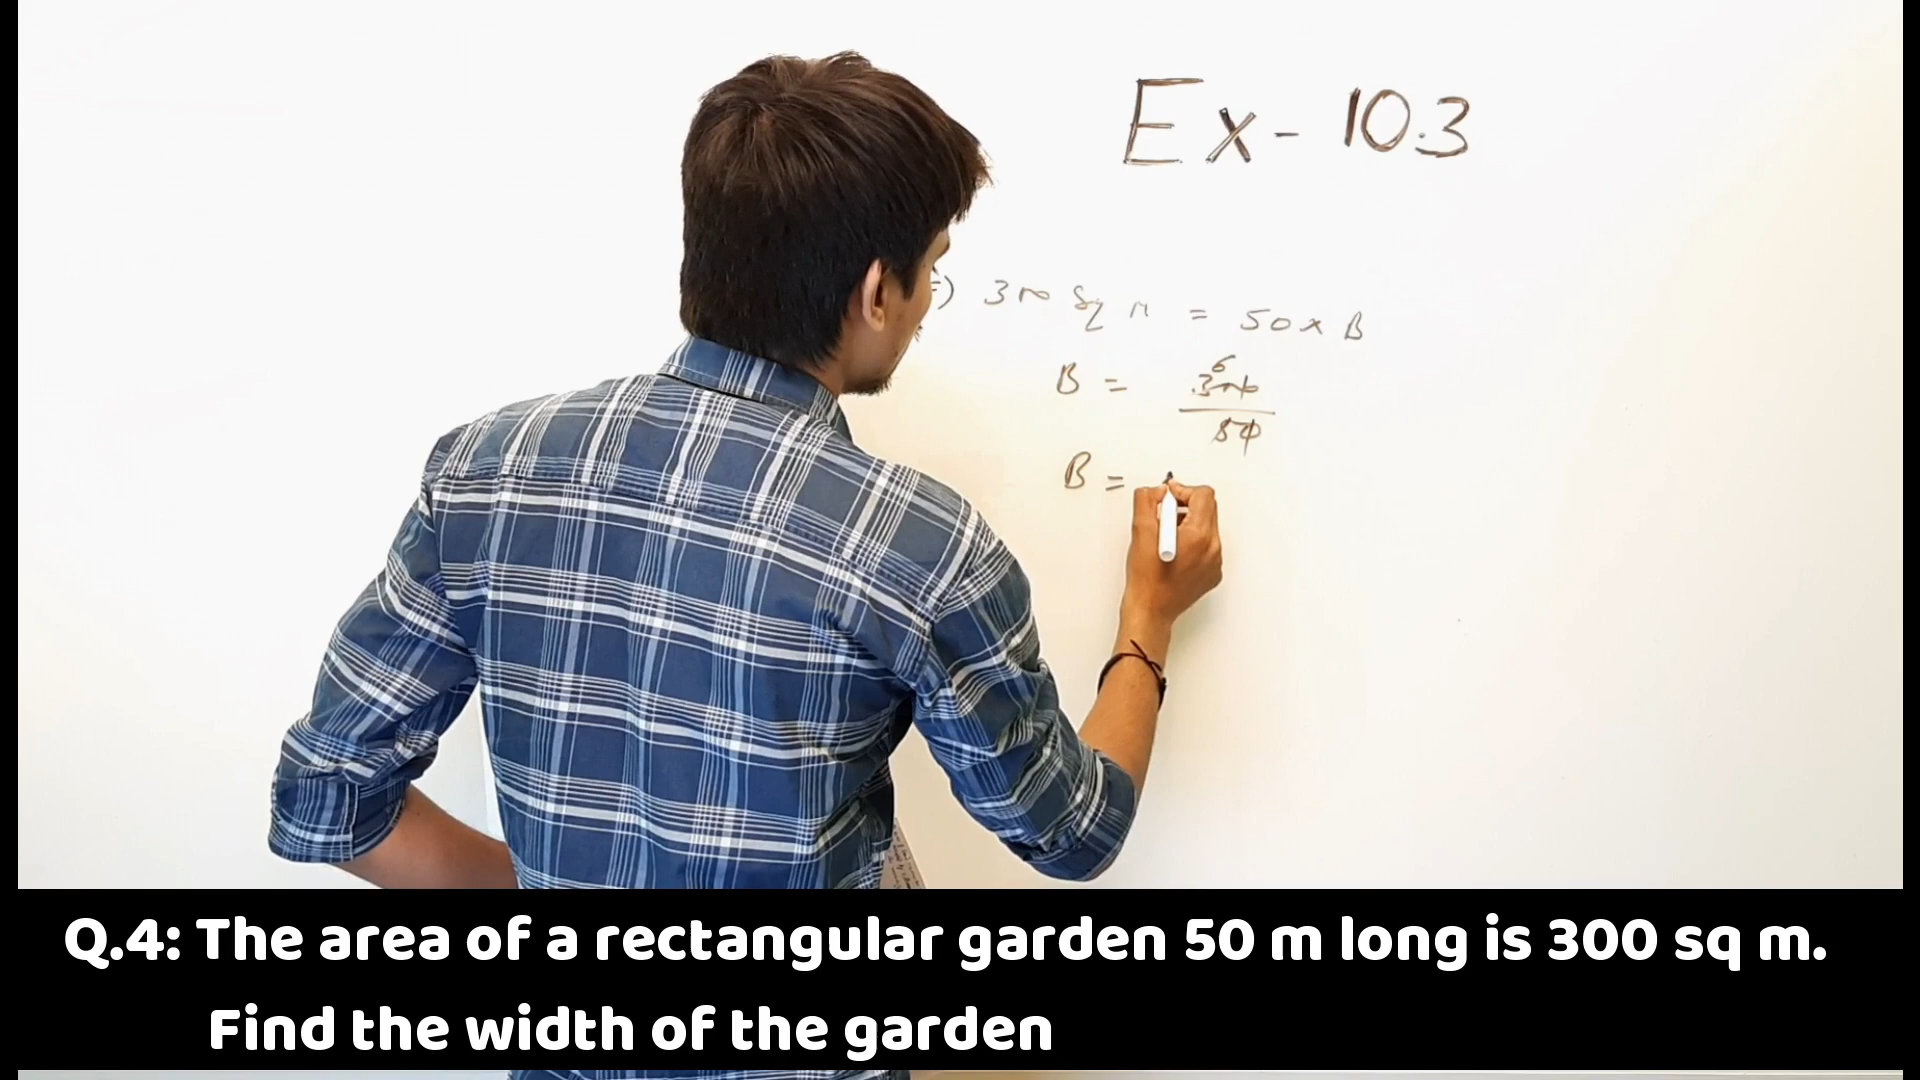 Ex - 10.3
300 Sq m = 50 x B
B = 300 / 50 6
B =
Q.4: The area of a rectangular garden 50 m long is 300 sq m.
Find the width of the garden